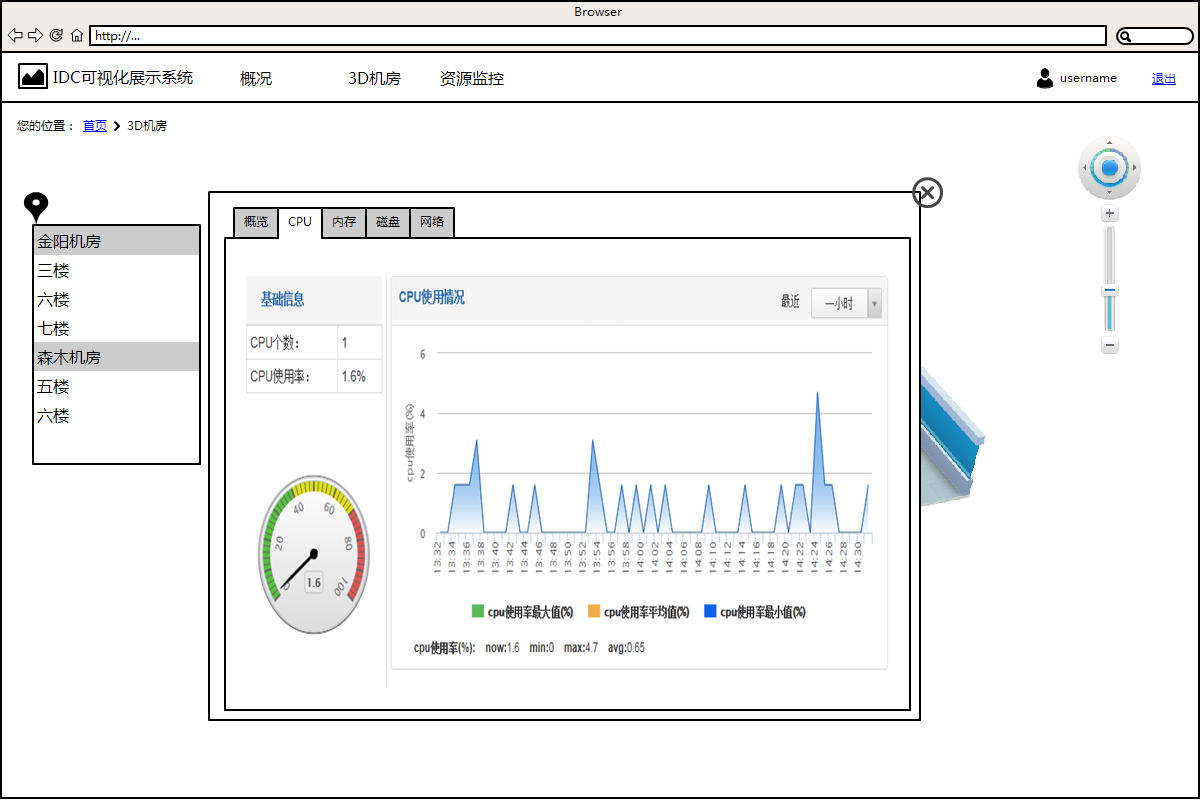 Browser
http://...
IDC可视化展示系统 概况 3D机房 资源监控 username 退出
您的位置： 首页 3D机房
金阳机房
三楼
六楼
七楼
森木机房
五楼
六楼
概览 CPU 内存 磁盘 网络
基础信息
CPU个数： 1
CPU使用率： 1.6%
0 20 40 60 80 100
1.6
CPU使用情况 最近 一小时
cpu使用率(%)
6
4
2
0
13:32 13:34 13:36 13:38 13:40 13:42 13:44 13:46 13:48 13:50 13:52 13:54 13:56 13:58 14:00 14:02 14:04 14:06 14:08 14:10 14:12 14:14 14:16 14:18 14:20 14:22 14:24 14:26 14:28 14:30
cpu使用率最大值(%) cpu使用率平均值(%) cpu使用率最小值(%)
cpu使用率(%): now:1.6 min:0 max:4.7 avg:0.65